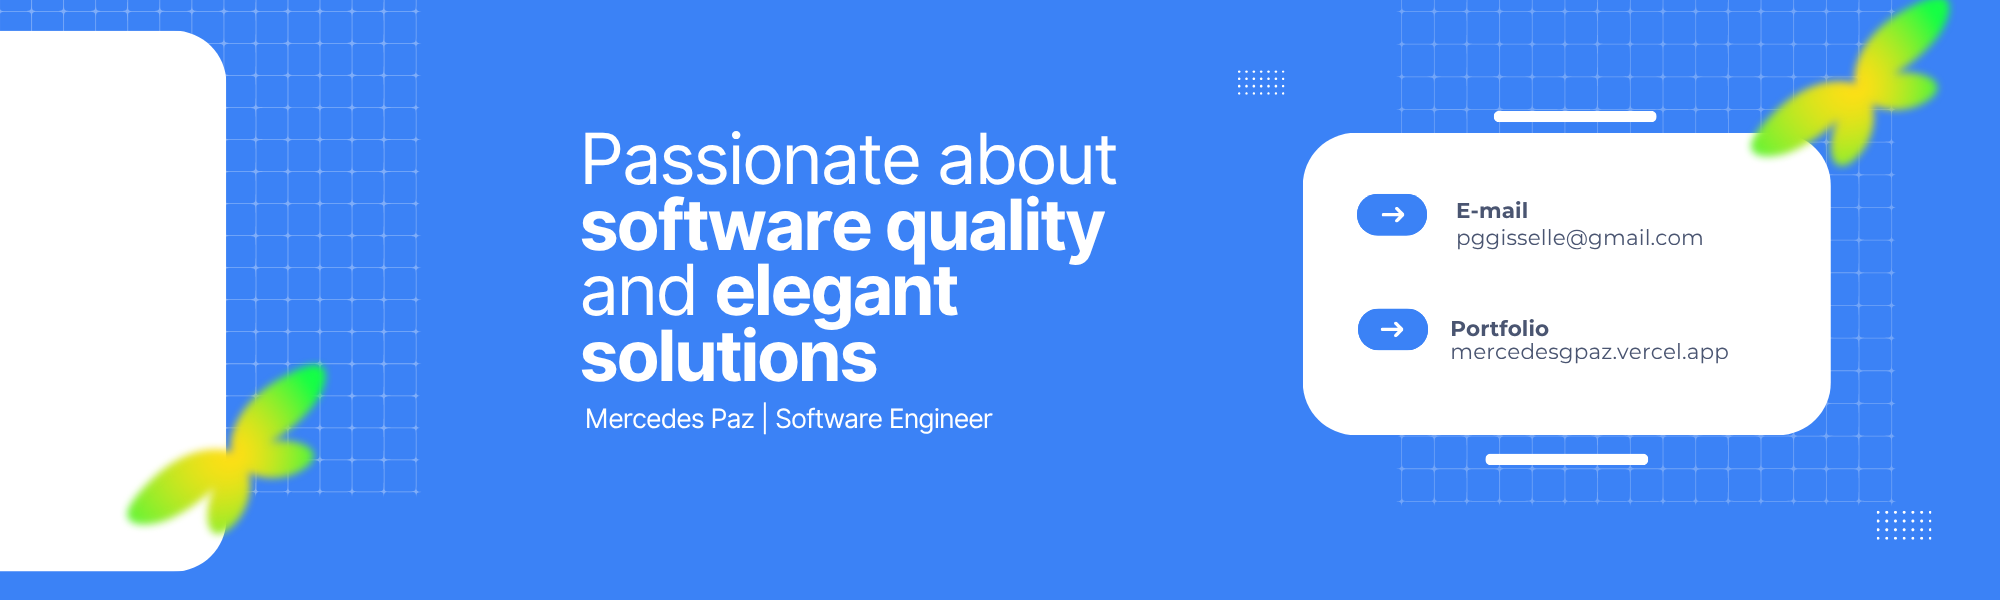 Passionate about
software quality
and elegant
solutions
Mercedes Paz | Software Engineer
E-mail
pggisselle@gmail.com
Portfolio
mercedesgpaz.vercel.app